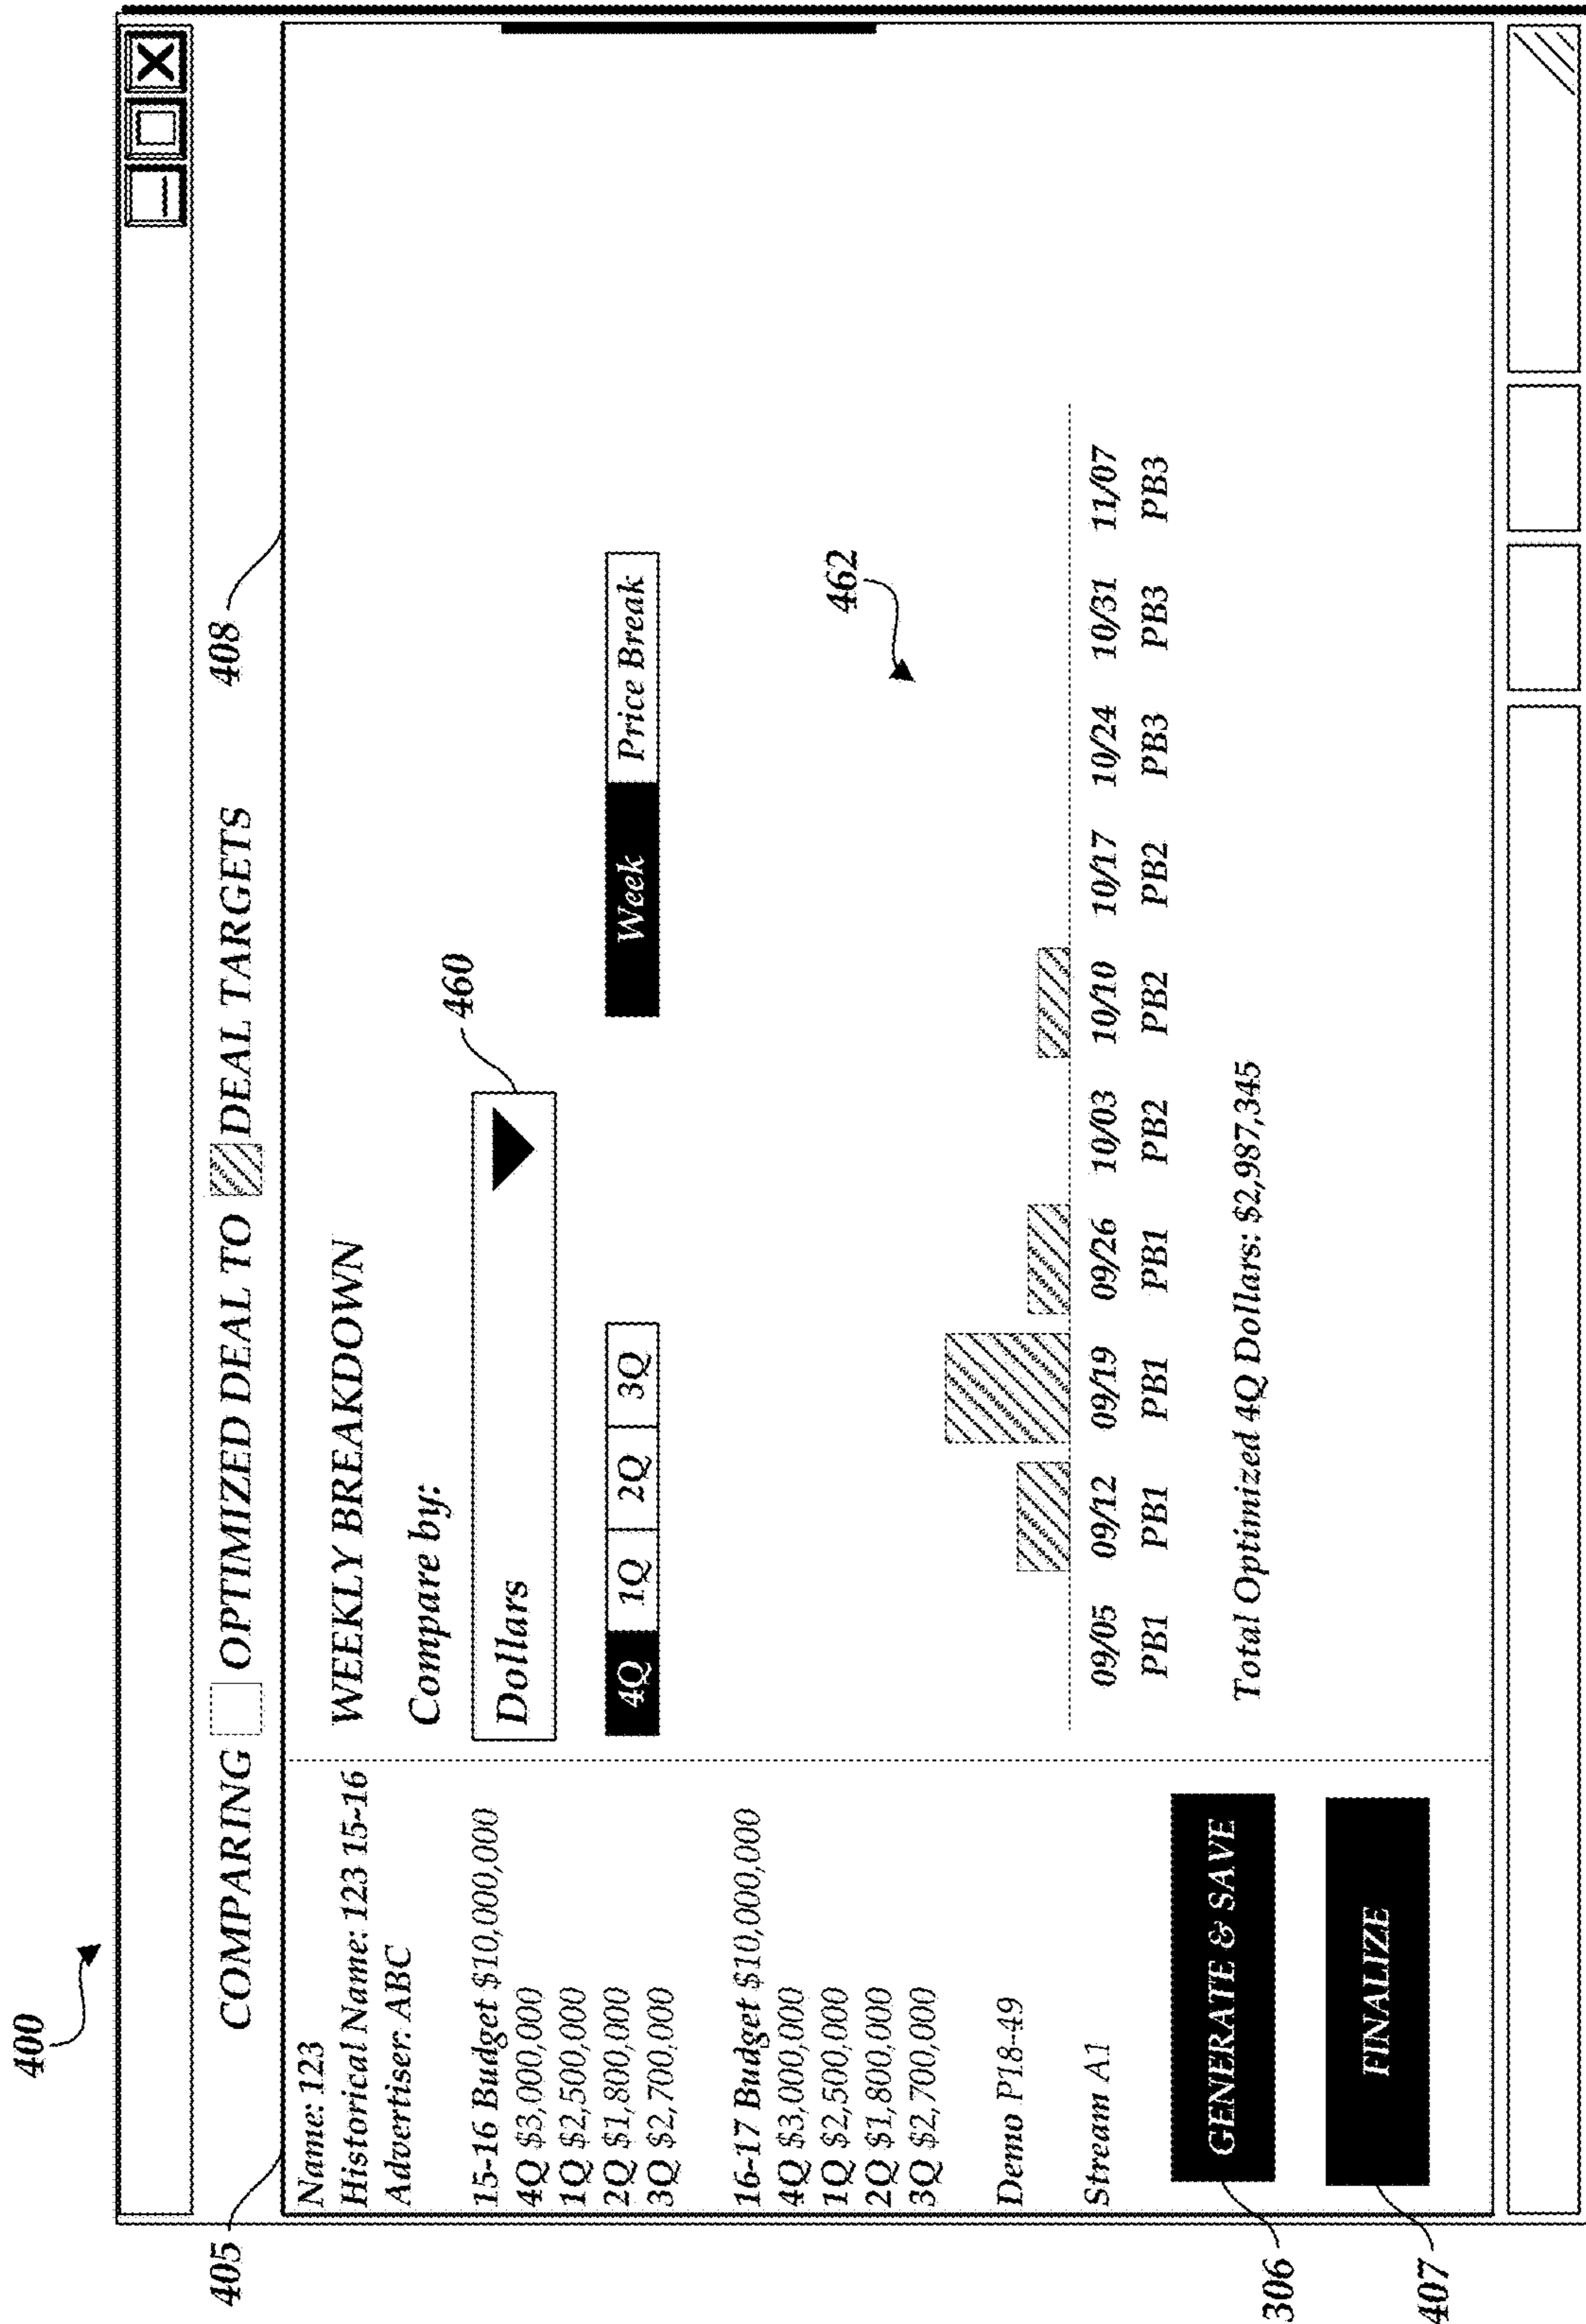 400
COMPARING OPTIMIZED DEAL TO DEAL TARGETS
405
408
Name: 123
Historical Name: 123 15-16
Advertiser: ABC
15-16 Budget $10,000,000
4Q $3,000,000
1Q $2,500,000
2Q $1,800,000
3Q $2,700,000
16-17 Budget $10,000,000
4Q $3,000,000
1Q $2,500,000
2Q $1,800,000
3Q $2,700,000
Demo P18-49
Stream A1
GENERATE & SAVE
306
FINALIZE
407
WEEKLY BREAKDOWN
Compare by:
Dollars
460
4Q 1Q 2Q 3Q
Week Price Break
462
09/05 09/12 09/19 09/26 10/03 10/10 10/17 10/24 10/31 11/07
PB1 PB1 PB1 PB1 PB2 PB2 PB2 PB3 PB3 PB3
Total Optimized 4Q Dollars: $2,987,345